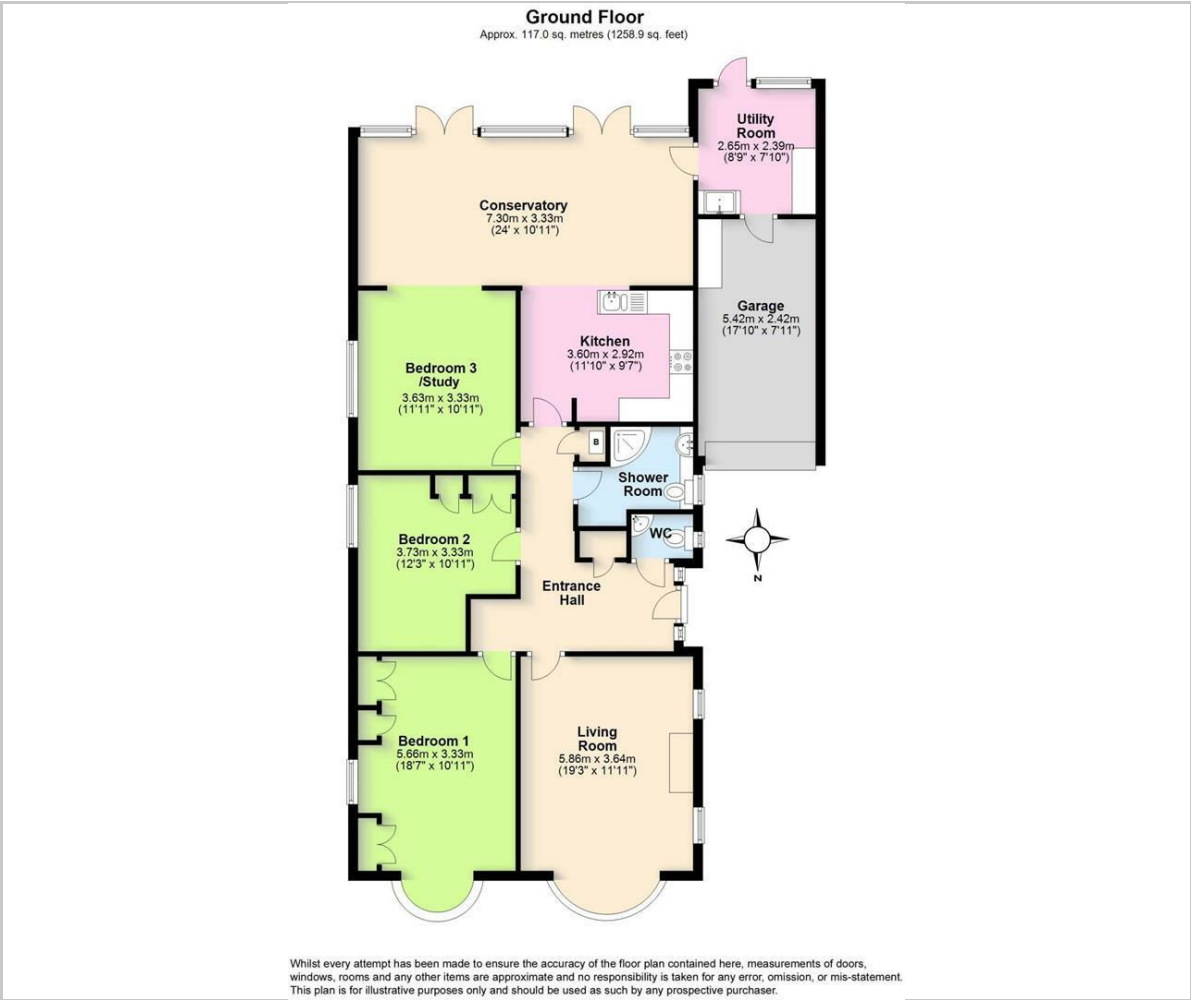 Ground Floor
Approx. 117.0 sq. metres (1258.9 sq. feet)
Utility
Room
2.65m x 2.39m
(8'9" x 7'10")
Conservatory
7.30m x 3.33m
(24' x 10'11")
Garage
5.42m x 2.42m
(17'10" x 7'11")
Kitchen
3.60m x 2.92m
(11'10" x 9'7")
Bedroom 3
/Study
3.63m x 3.33m
(11'11" x 10'11")
B
Shower
Room
WC
Bedroom 2
3.73m x 3.33m
(12'3" x 10'11")
N
Entrance
Hall
Living
Room
5.86m x 3.64m
(19'3" x 11'11")
Bedroom 1
5.66m x 3.33m
(18'7" x 10'11")
Whilst every attempt has been made to ensure the accuracy of the floor plan contained here, measurements of doors,
windows, rooms and any other items are approximate and no responsibility is taken for any error, omission, or mis-statement.
This plan is for illustrative purposes only and should be used as such by any prospective purchaser.